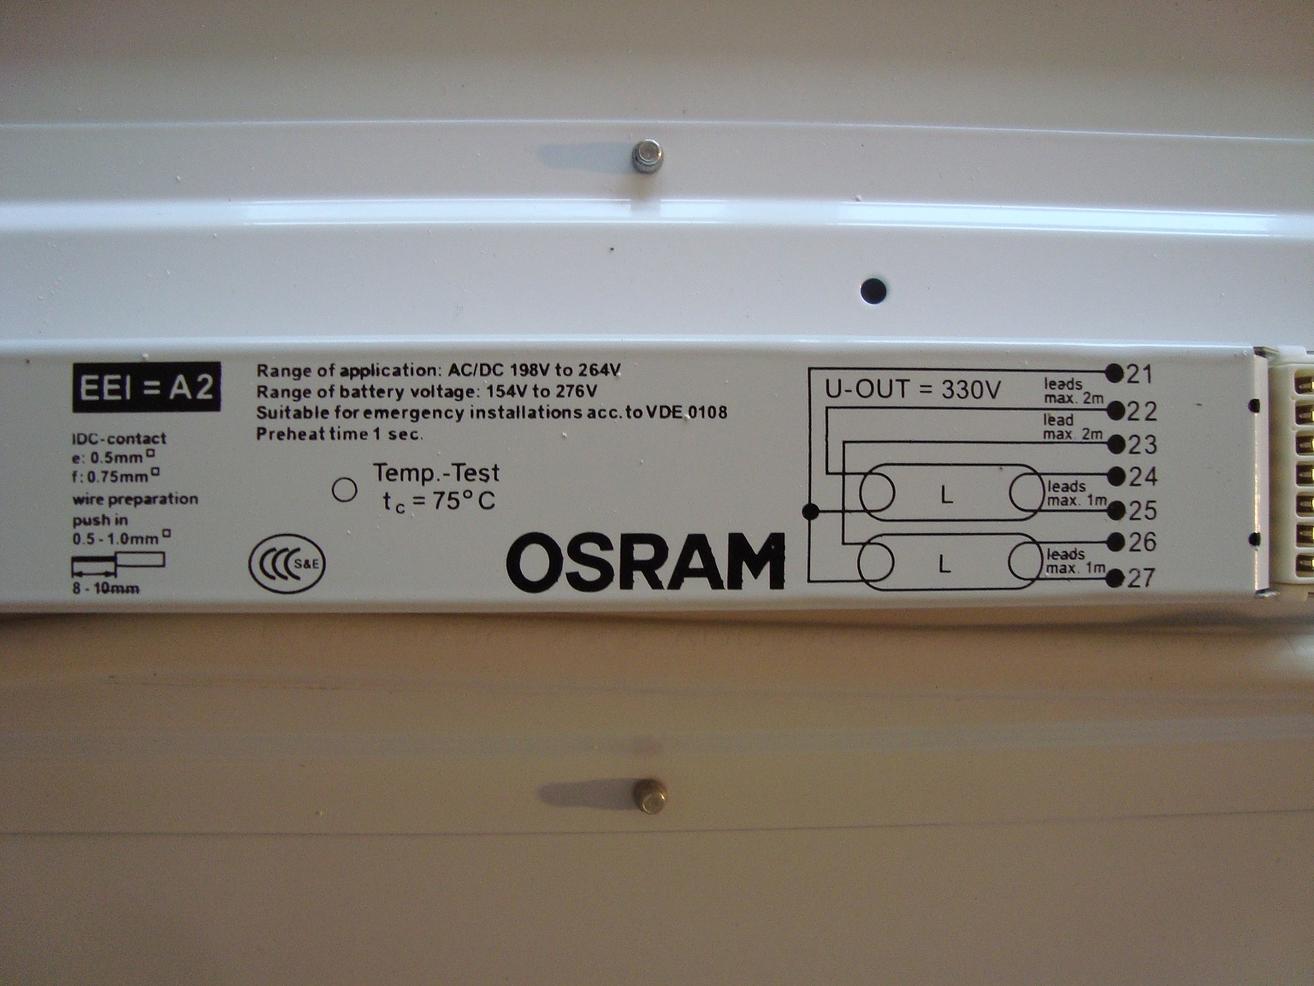 EEI = A2
IDC-contact
e: 0.5mm□
f: 0.75mm□
wire preparation
push in
0.5 - 1.0mm□
8 - 10mm
Range of application: AC/DC 198V to 264V
Range of battery voltage: 154V to 276V
Suitable for emergency installations acc. to VDE 0108
Preheat time 1 sec.
Temp.-Test
tc = 75°C
CCC S&E
OSRAM
U-OUT = 330V
leads
max. 2m
lead
max. 2m
L
leads
max. 1m
L
leads
max. 1m
21
22
23
24
25
26
27